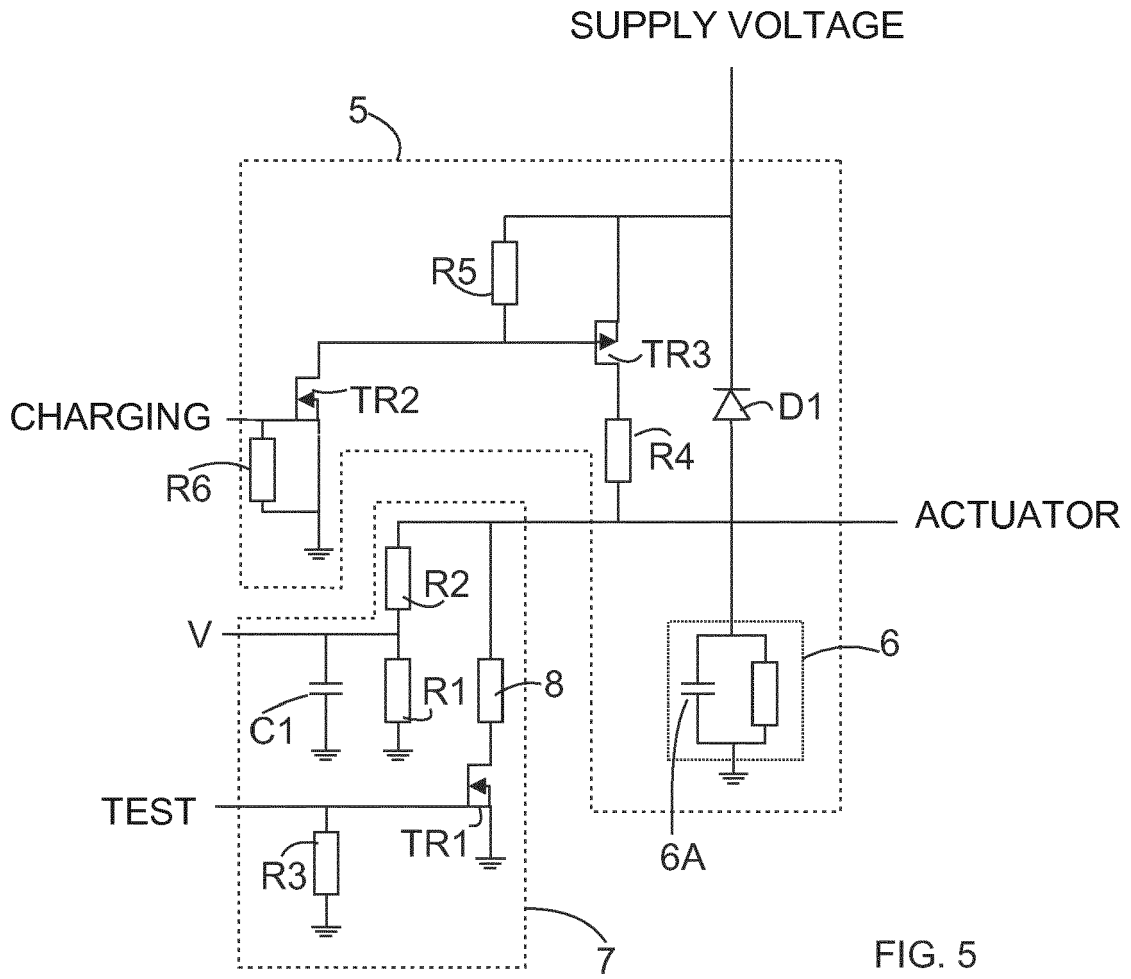 SUPPLY VOLTAGE
5
R5
TR3
TR2
D1
CHARGING
R4
R6
ACTUATOR
R2
V
6
8
R1
C1
TEST
TR1
6A
R3
7
FIG. 5